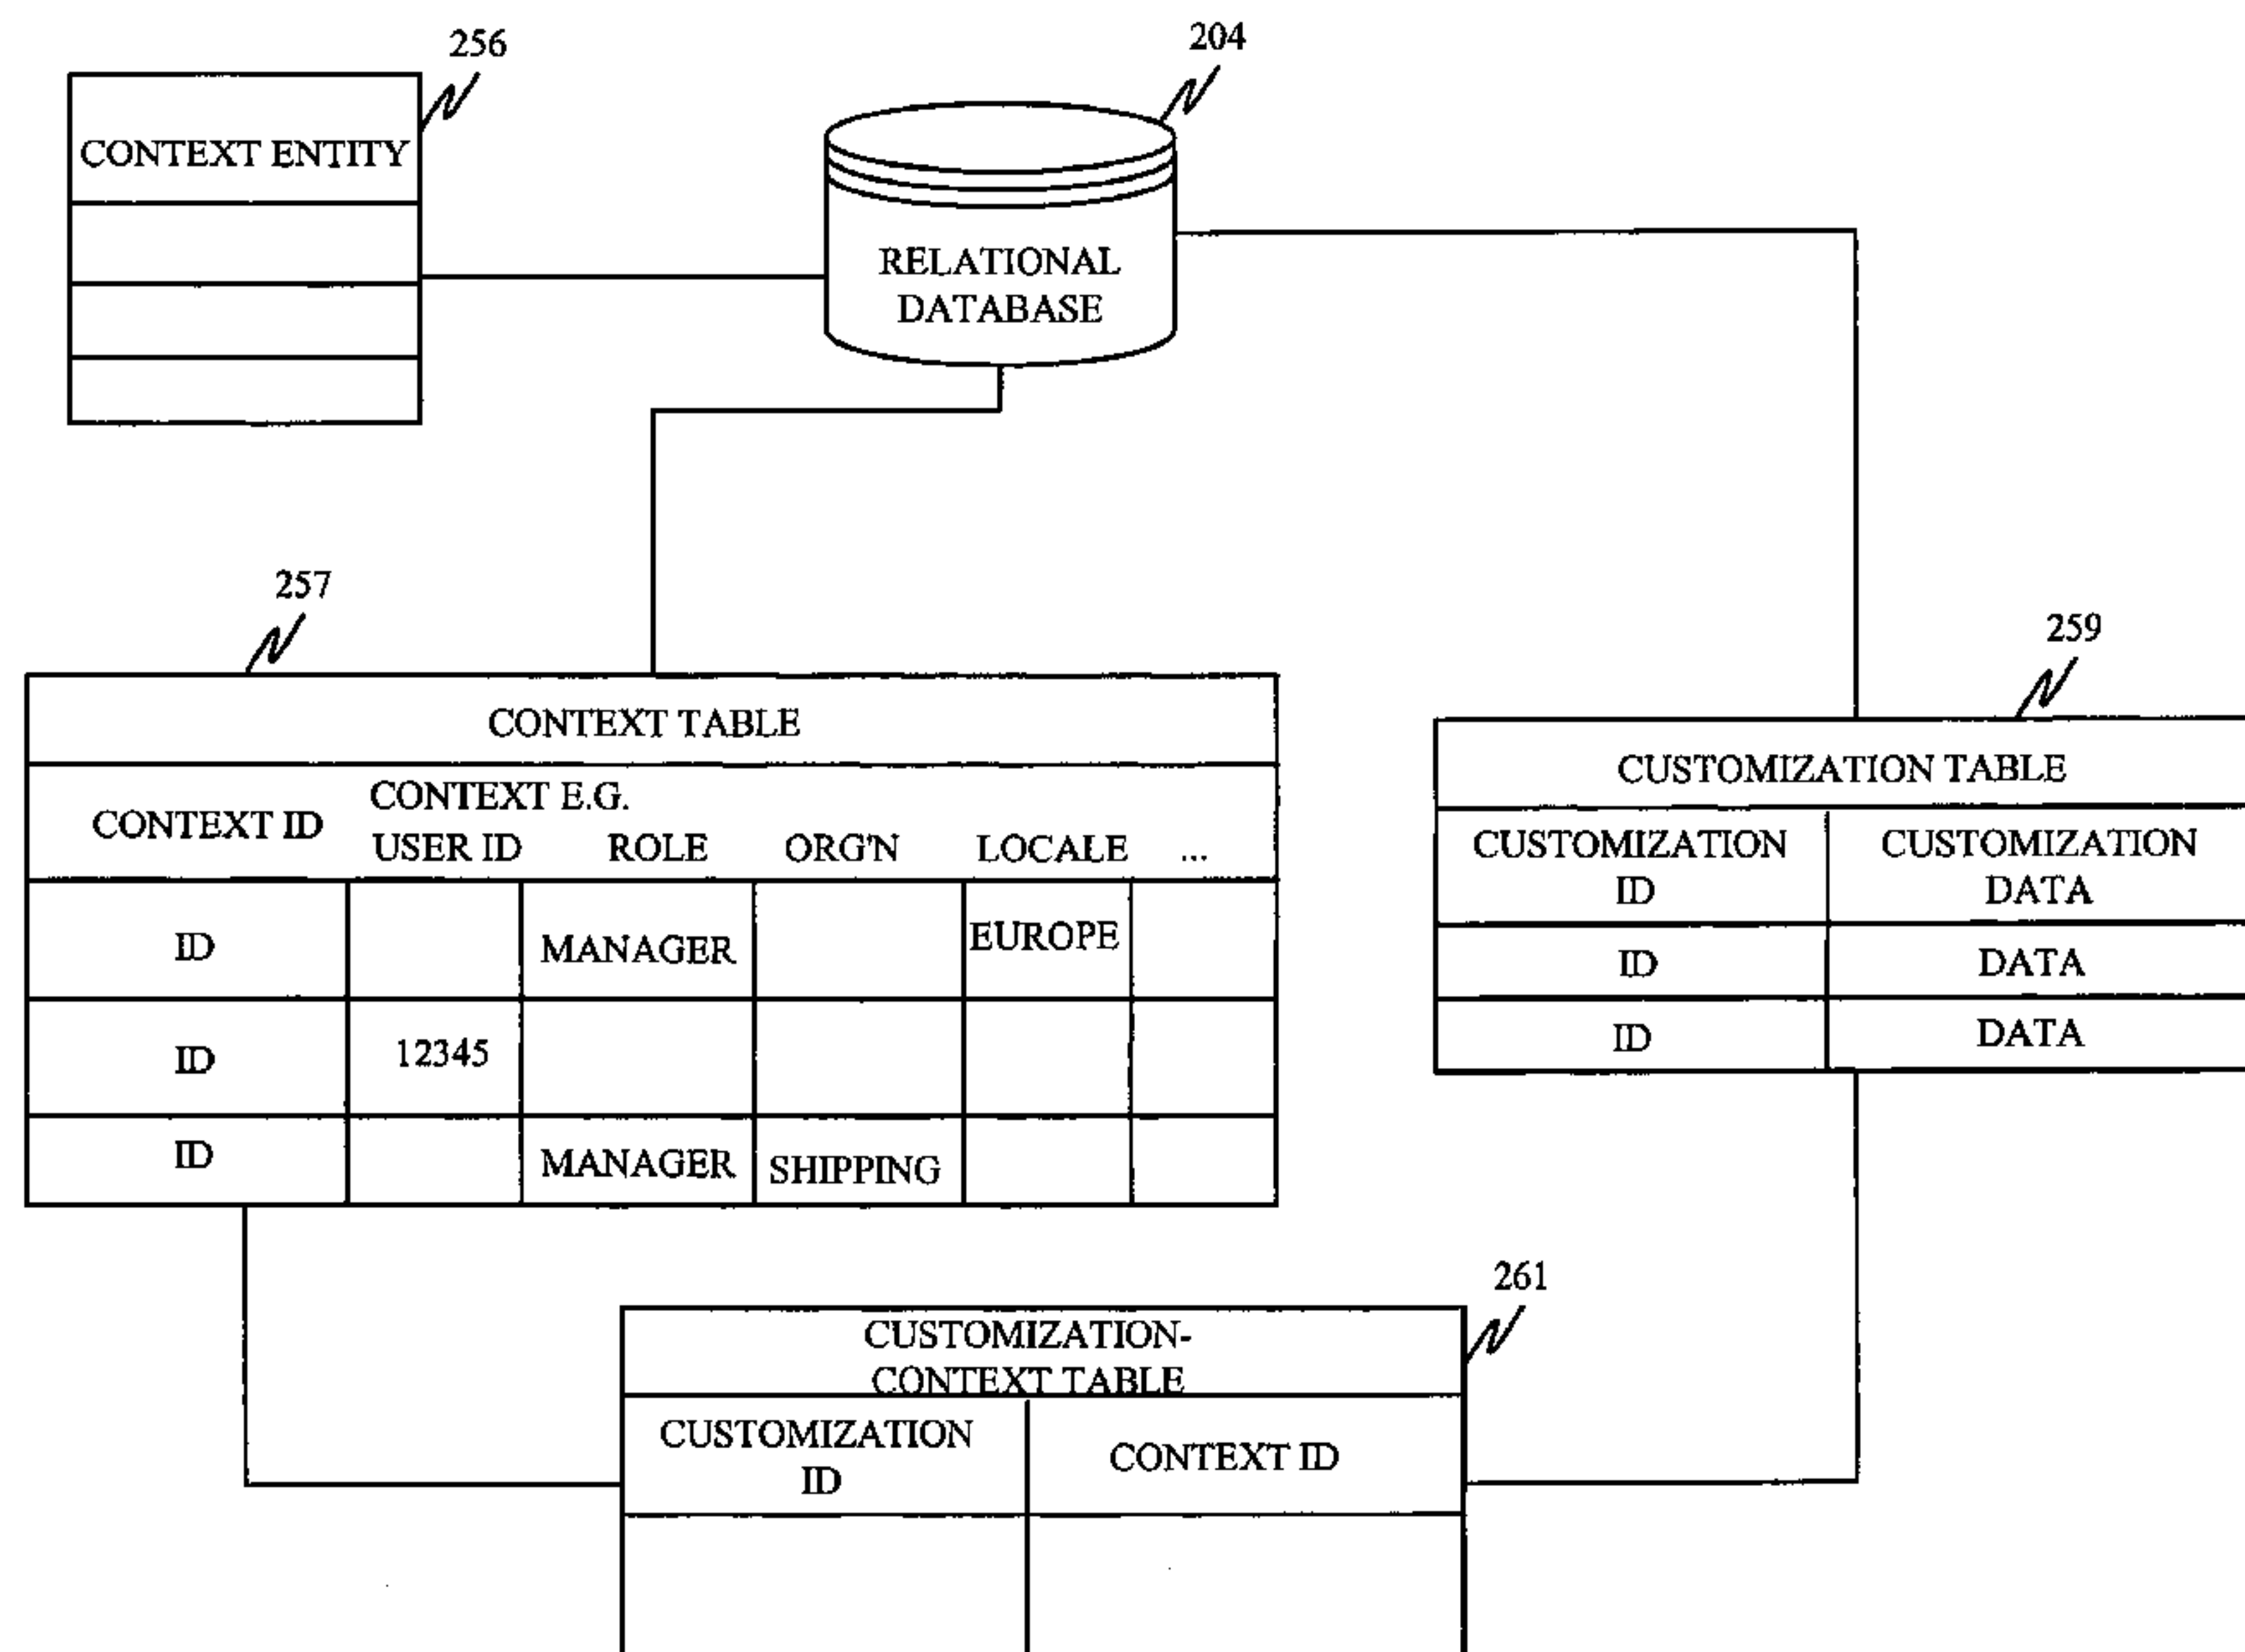 256
204
CONTEXT ENTITY
RELATIONAL
DATABASE
257
259
CONTEXT TABLE
CONTEXT ID
CONTEXT E.G.
USER ID ROLE ORG'N LOCALE ...
ID MANAGER EUROPE
ID 12345
ID MANAGER SHIPPING
CUSTOMIZATION TABLE
CUSTOMIZATION
ID
CUSTOMIZATION
DATA
ID DATA
ID DATA
261
CUSTOMIZATION-
CONTEXT TABLE
CUSTOMIZATION
ID
CONTEXT ID